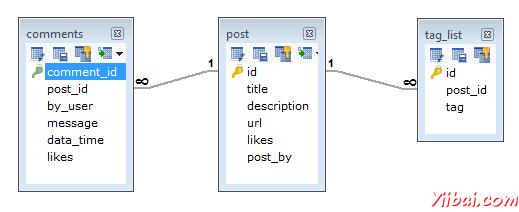 comments
comment_id
post_id
by_user
message
data_time
likes
∞
1
post
id
title
description
url
likes
post_by
1
∞
tag_list
id
post_id
tag
Yiibai.com